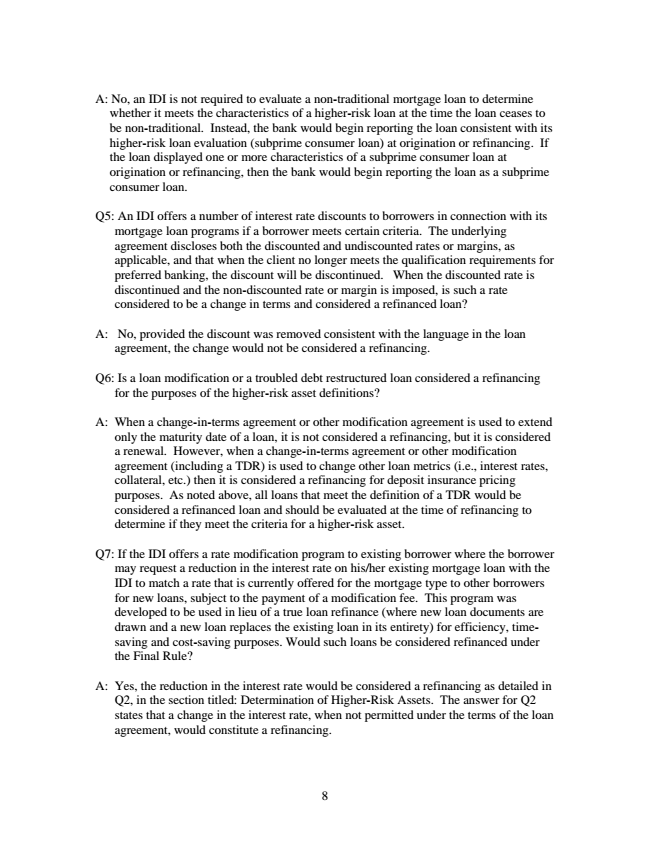 A: No, an IDI is not required to evaluate a non-traditional mortgage loan to determine
whether it meets the characteristics of a higher-risk loan at the time the loan ceases to
be non-traditional.  Instead, the bank would begin reporting the loan consistent with its
higher-risk loan evaluation (subprime consumer loan) at origination or refinancing.  If
the loan displayed one or more characteristics of a subprime consumer loan at
origination or refinancing, then the bank would begin reporting the loan as a subprime
consumer loan.
Q5: An IDI offers a number of interest rate discounts to borrowers in connection with its
mortgage loan programs if a borrower meets certain criteria.  The underlying
agreement discloses both the discounted and undiscounted rates or margins, as
applicable, and that when the client no longer meets the qualification requirements for
preferred banking, the discount will be discontinued.   When the discounted rate is
discontinued and the non-discounted rate or margin is imposed, is such a rate
considered to be a change in terms and considered a refinanced loan?
A:   No, provided the discount was removed consistent with the language in the loan
agreement, the change would not be considered a refinancing.
Q6: Is a loan modification or a troubled debt restructured loan considered a refinancing
for the purposes of the higher-risk asset definitions?
A:  When a change-in-terms agreement or other modification agreement is used to extend
only the maturity date of a loan, it is not considered a refinancing, but it is considered
a renewal.  However, when a change-in-terms agreement or other modification
agreement (including a TDR) is used to change other loan metrics (i.e., interest rates,
collateral, etc.) then it is considered a refinancing for deposit insurance pricing
purposes.  As noted above, all loans that meet the definition of a TDR would be
considered a refinanced loan and should be evaluated at the time of refinancing to
determine if they meet the criteria for a higher-risk asset.
Q7: If the IDI offers a rate modification program to existing borrower where the borrower
may request a reduction in the interest rate on his/her existing mortgage loan with the
IDI to match a rate that is currently offered for the mortgage type to other borrowers
for new loans, subject to the payment of a modification fee.  This program was
developed to be used in lieu of a true loan refinance (where new loan documents are
drawn and a new loan replaces the existing loan in its entirety) for efficiency, time-
saving and cost-saving purposes. Would such loans be considered refinanced under
the Final Rule?
A:  Yes, the reduction in the interest rate would be considered a refinancing as detailed in
Q2, in the section titled: Determination of Higher-Risk Assets.  The answer for Q2
states that a change in the interest rate, when not permitted under the terms of the loan
agreement, would constitute a refinancing.
8